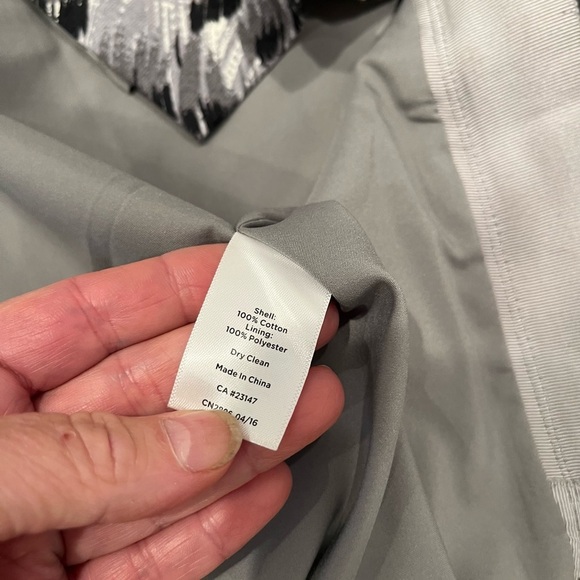 Shell:
100% Cotton
Lining:
100% Polyester
Dry Clean
Made in China
CA #23147
04/16